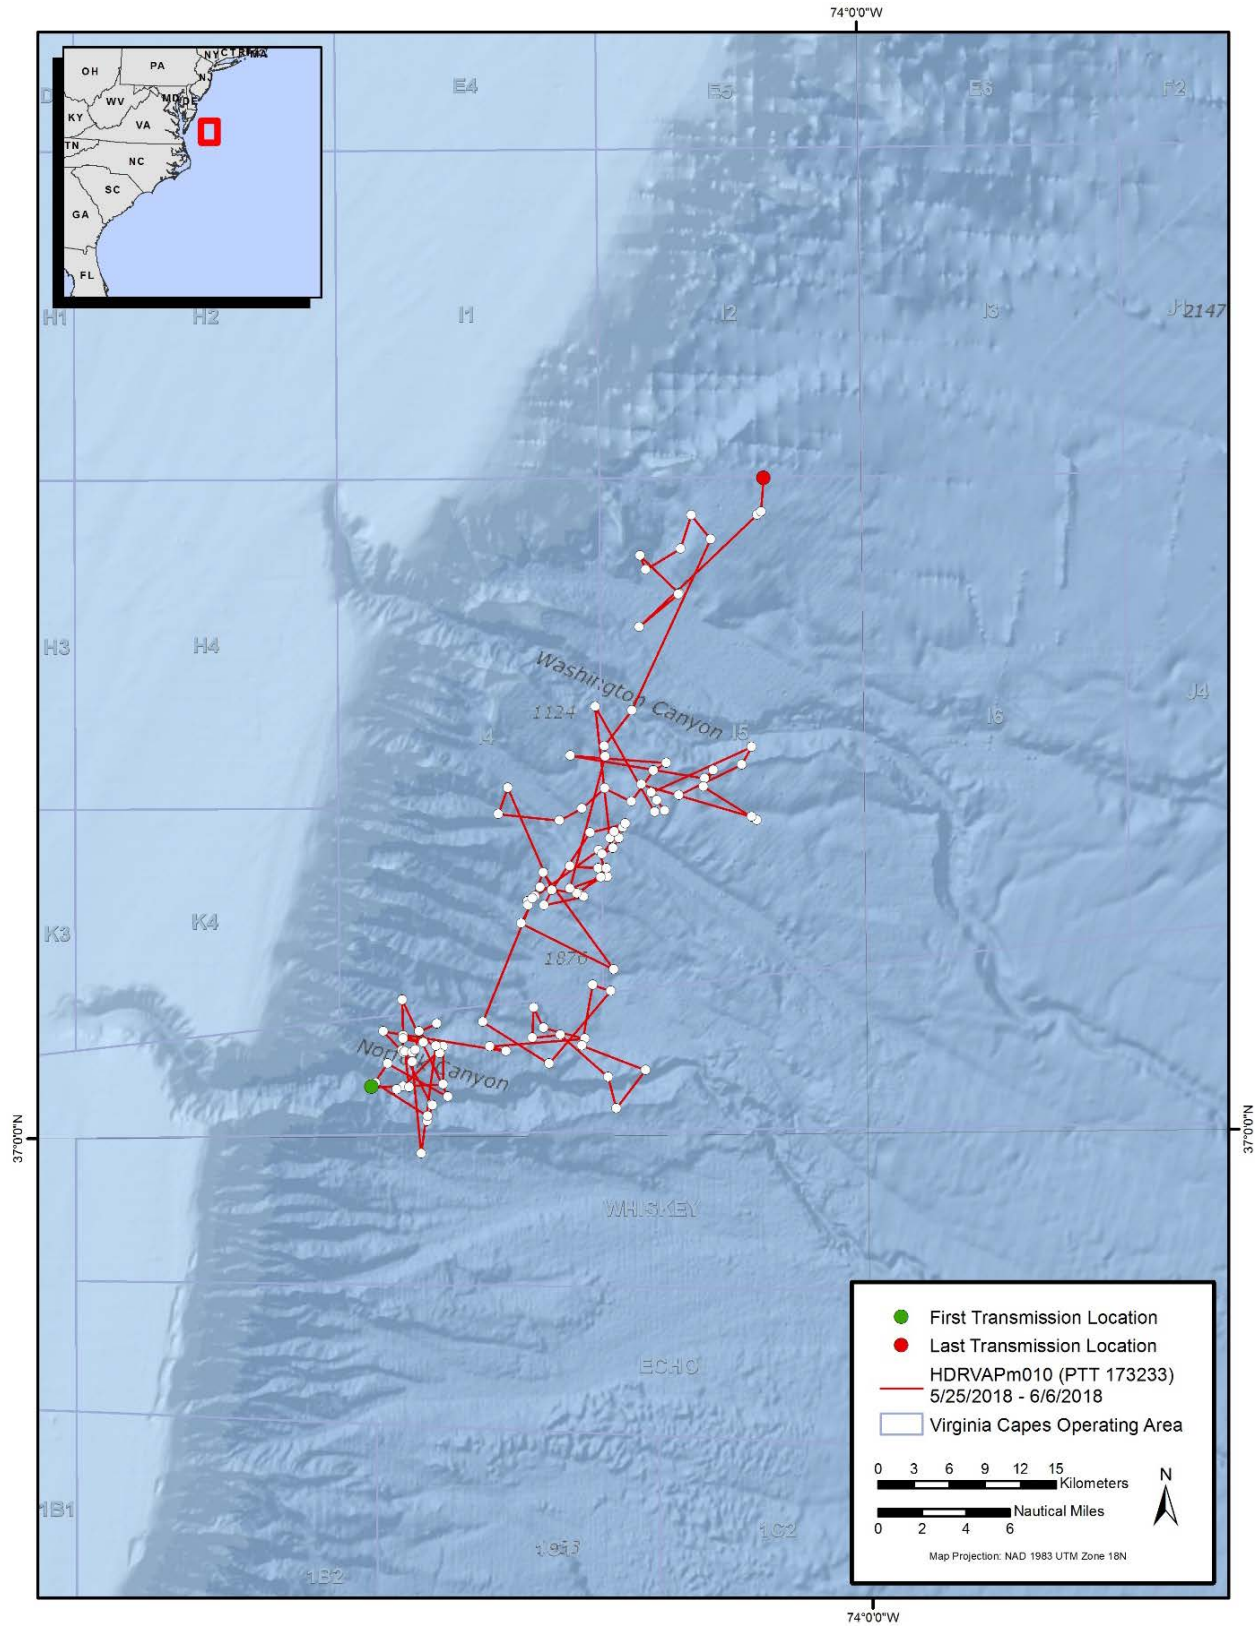 74°0'0"W
OH
PA
NY
CT
MA
N
WV
MD
DE
KY
VA
TN
NC
SC
GA
FL
E4
E5
E6
F2
H1
H2
I1
I2
I3
2147
H3
H4
Washington Canyon
1124
I4
I5
I6
J4
K3
K4
1876
Norfolk Canyon
37°0'0"N
37°0'0"N
WHISKEY
ECHO
1B1
1B2
1C2
First Transmission Location
Last Transmission Location
HDRVAPm010 (PTT 173233)
5/25/2018 - 6/6/2018
Virginia Capes Operating Area
0 3 6 9 12 15
Kilometers
N
Nautical Miles
0 2 4 6
Map Projection: NAD 1983 UTM Zone 18N
74°0'0"W